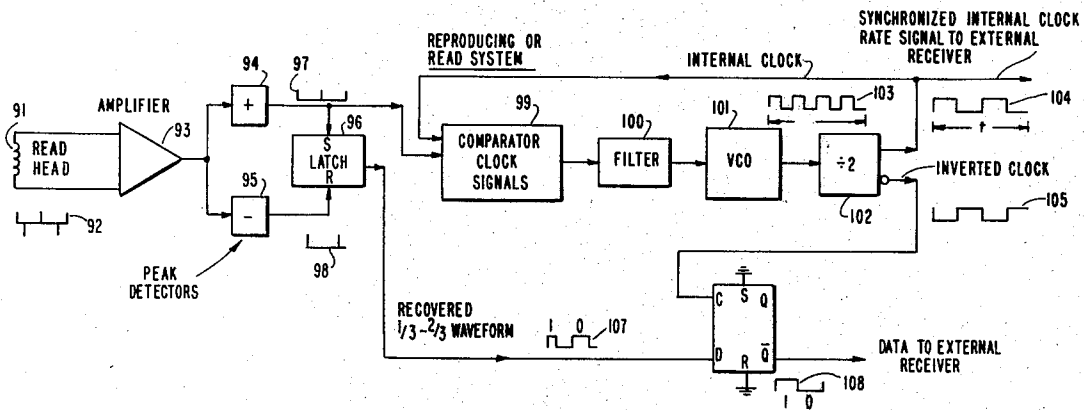 SYNCHRONIZED INTERNAL CLOCK
RATE SIGNAL TO EXTERNAL
RECEIVER
REPRODUCING OR
READ SYSTEM
INTERNAL CLOCK
91
AMPLIFIER
93
READ
HEAD
92
94
+
97
95
-
PEAK
DETECTORS
96
S
LATCH
R
98
99
COMPARATOR
CLOCK
SIGNALS
100
FILTER
101
VCO
103
÷2
102
104
t
INVERTED CLOCK
105
RECOVERED
1/3-2/3 WAVEFORM
1 0
107
C S Q
D R Q̅
DATA TO EXTERNAL
RECEIVER
108
1 0